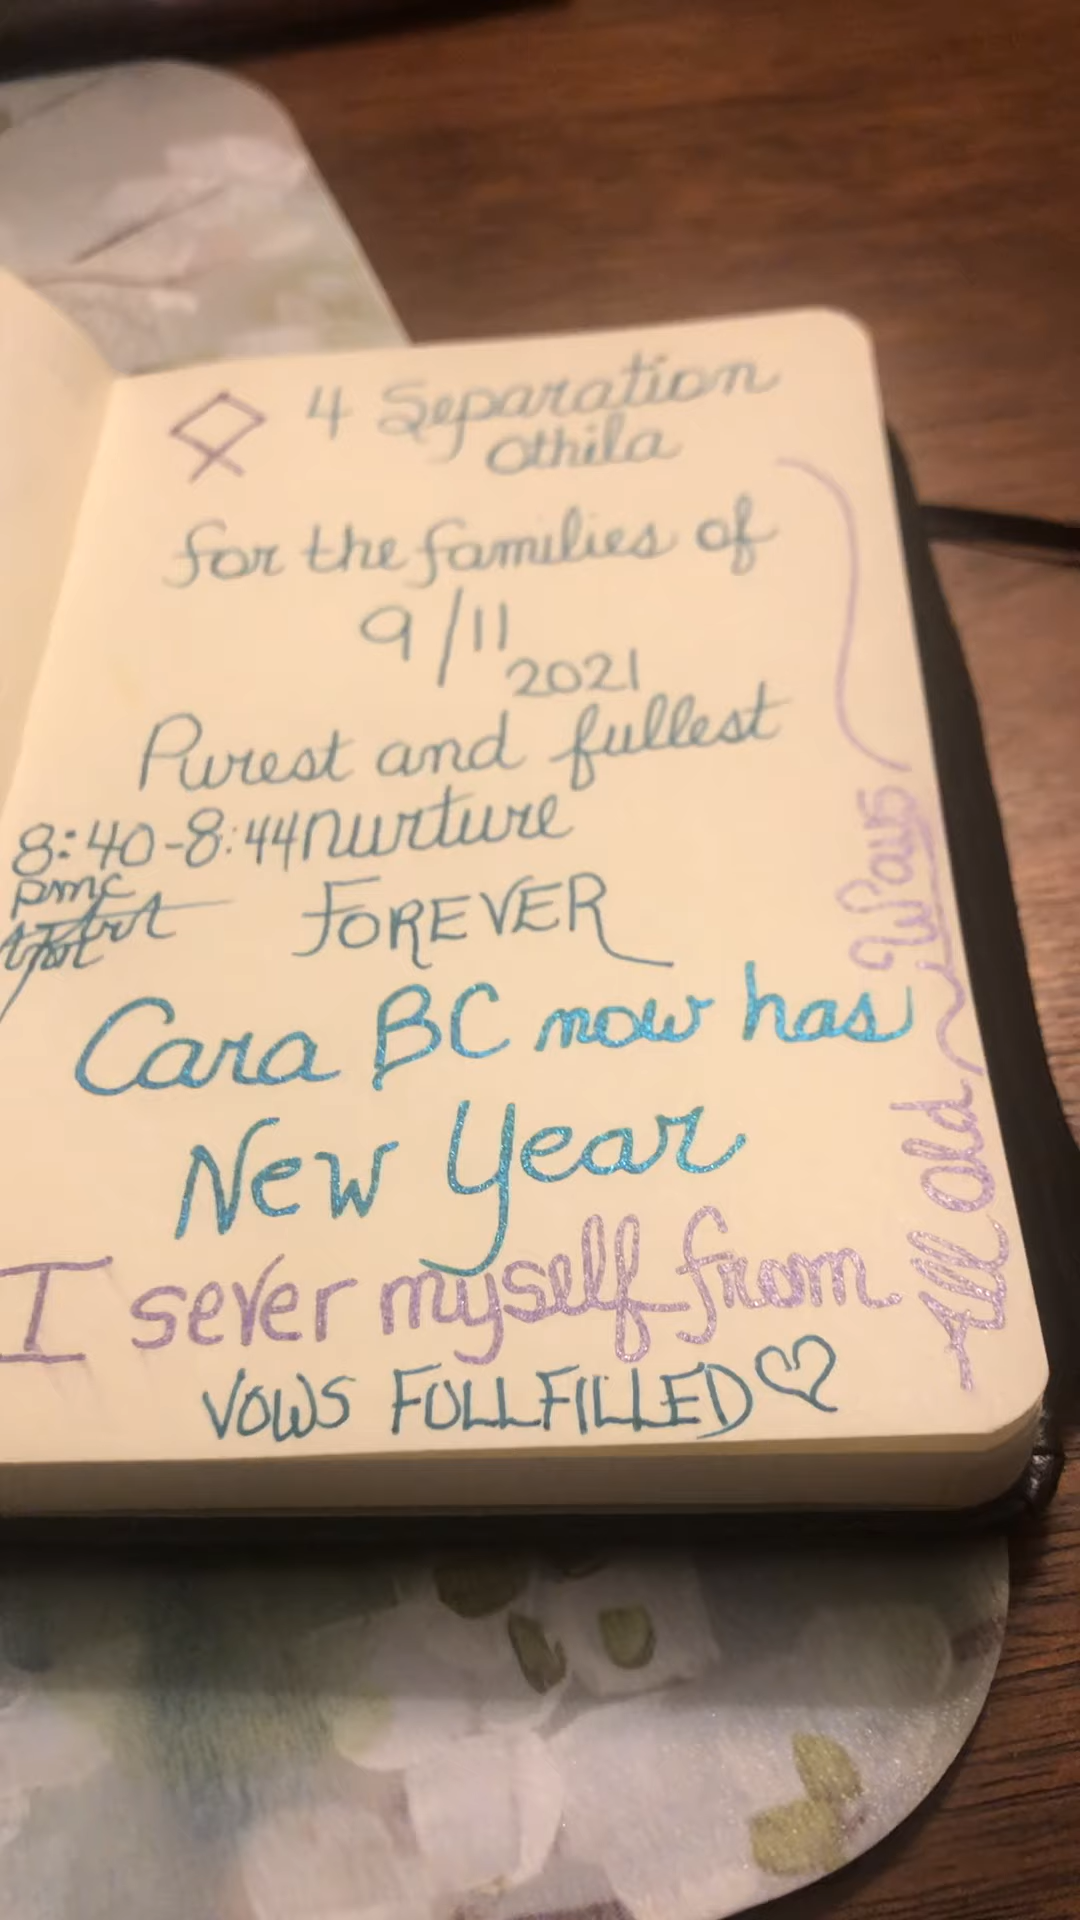 4 Separation
Othila
for the families of
9/11
2021
Purest and fullest
8:40-8:44 nurture
pmc
FOREVER
Cara BC now has
New Year
I sever myself from
All Old Ways
VOWS FULLFILLED